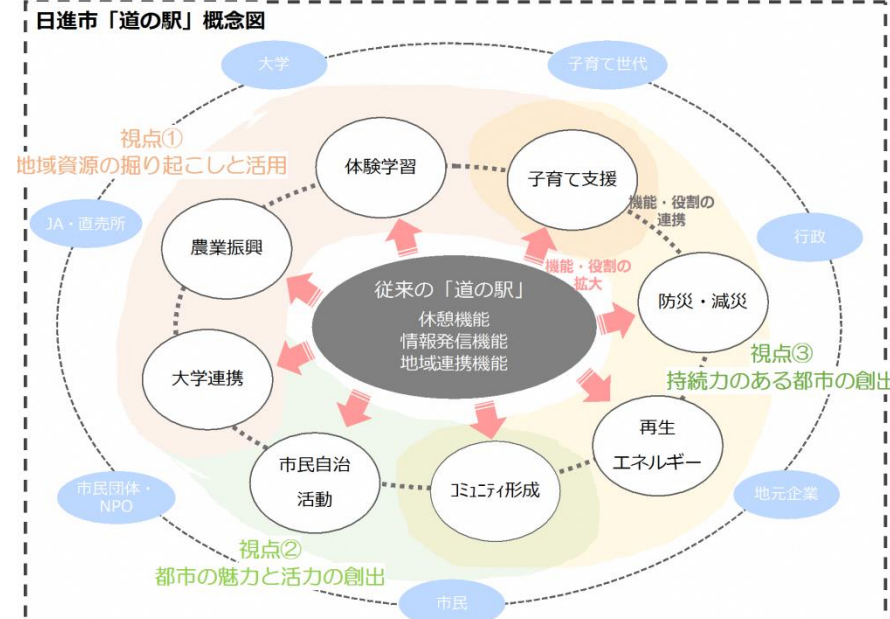 日進市「道の駅」概念図
大学
子育て世代
視点①
地域資源の掘り起こしと活用
体験学習
子育て支援
機能・役割の
連携
JA・直売所
行政
農業振興
機能・役割の
拡大
従来の「道の駅」
休憩機能
情報発信機能
地域連携機能
防災・減災
視点③
持続力のある都市の創出
大学連携
再生
エネルギー
市民自治
活動
コミュニティ形成
市民団体・
NPO
地元企業
視点②
都市の魅力と活力の創出
市民